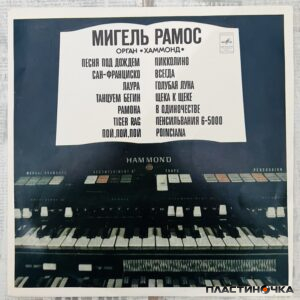 МИГЕЛЬ РАМОС
ОРГАН «ХАММОНД»
ПЕСНЯ ПОД ДОЖДЕМ
САН-ФРАНЦИСКО
ЛАУРА
ТАНЦУЕМ БЕГИН
РАМОНА
TIGER RAG
ПОЙ, ПОЙ, ПОЙ
ПИККОЛИНО
ВСЕГДА
ГОЛУБАЯ ЛУНА
ЩЕКА К ЩЕКЕ
В ОДИНОЧЕСТВЕ
ПЕНСИЛЬВАНИЯ 6-5000
POINCIANA
HAMMOND
ПЛАСТИНОЧКА